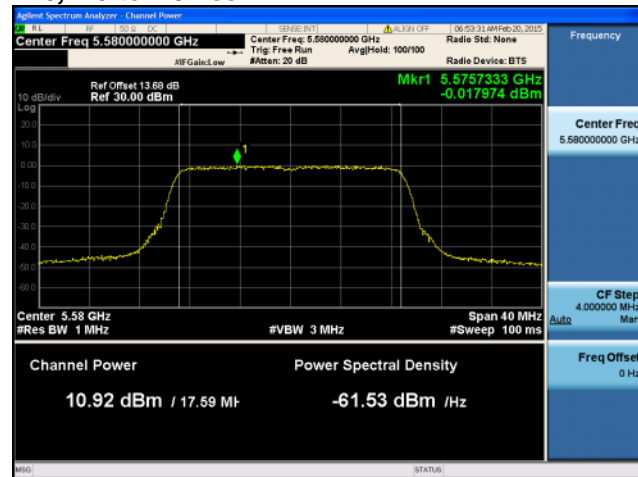 Agilent Spectrum Analyzer - Channel Power
RL RF 50 Ω DC SENSE:INT ALIGN OFF 06:53:31 AM Feb 20, 2015
Center Freq 5.580000000 GHz
Center Freq: 5.580000000 GHz
Radio Std: None
Trig: Free Run Avg|Hold: 100/100
#IFGain:Low #Atten: 20 dB Radio Device: BTS
Frequency
Mkr1 5.5757333 GHz
-0.017974 dBm
Ref Offset 13.68 dB
10 dB/div Ref 30.00 dBm
Log
20.0
10.0
0.00
-10.0
-20.0
-30.0
-40.0
-50.0
-60.0
1
Center Freq
5.580000000 GHz
Center 5.58 GHz Span 40 MHz
#Res BW 1 MHz #VBW 3 MHz #Sweep 100 ms
CF Step
4.000000 MHz
Auto Man
Channel Power Power Spectral Density
10.92 dBm / 17.59 MH -61.53 dBm /Hz
Freq Offset
0 Hz
MSG STATUS